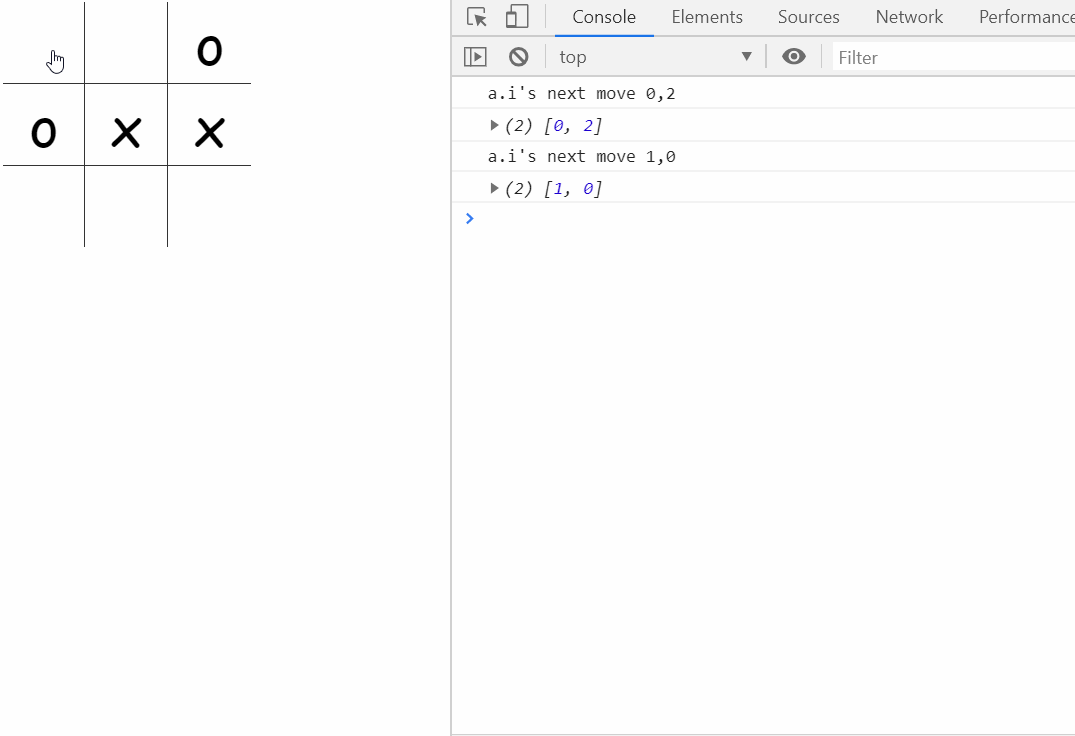 O
O X X
Console Elements Sources Network Performance
top Filter
a.i's next move 0,2
(2) [0, 2]
a.i's next move 1,0
(2) [1, 0]